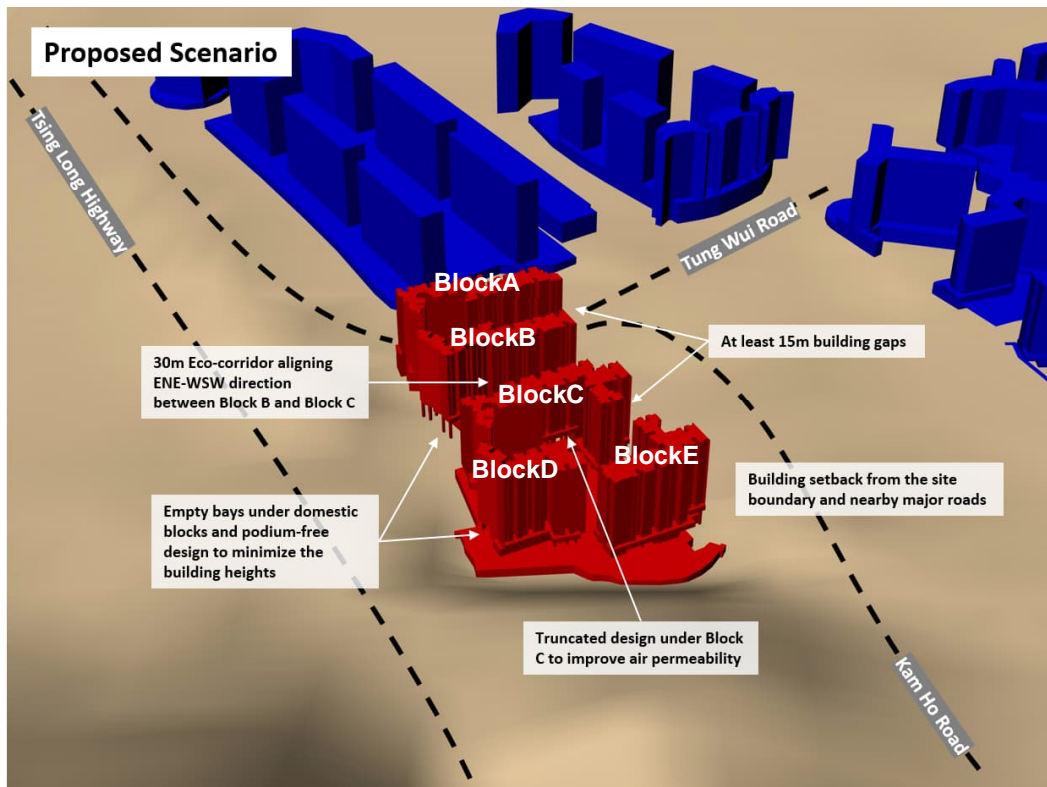 Proposed Scenario
Tsing Long Highway
Tung Wui Road
BlockA
BlockB
At least 15m building gaps
30m Eco-corridor aligning
ENE-WSW direction
between Block B and Block C
BlockC
BlockD
BlockE
Building setback from the site
boundary and nearby major roads
Empty bays under domestic
blocks and podium-free
design to minimize the
building heights
Truncated design under Block
C to improve air permeability
Kam Ho Road